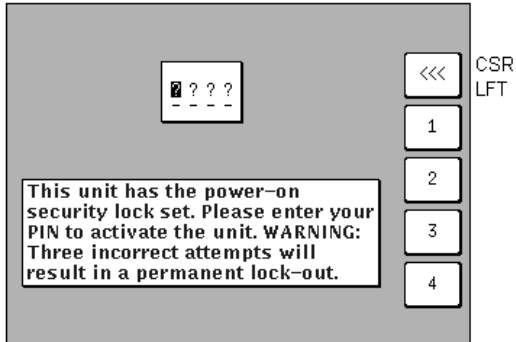 <<<
CSR
LFT
? ? ? ?
1
2
3
4
This unit has the power-on
security lock set. Please enter your
PIN to activate the unit. WARNING:
Three incorrect attempts will
result in a permanent lock-out.